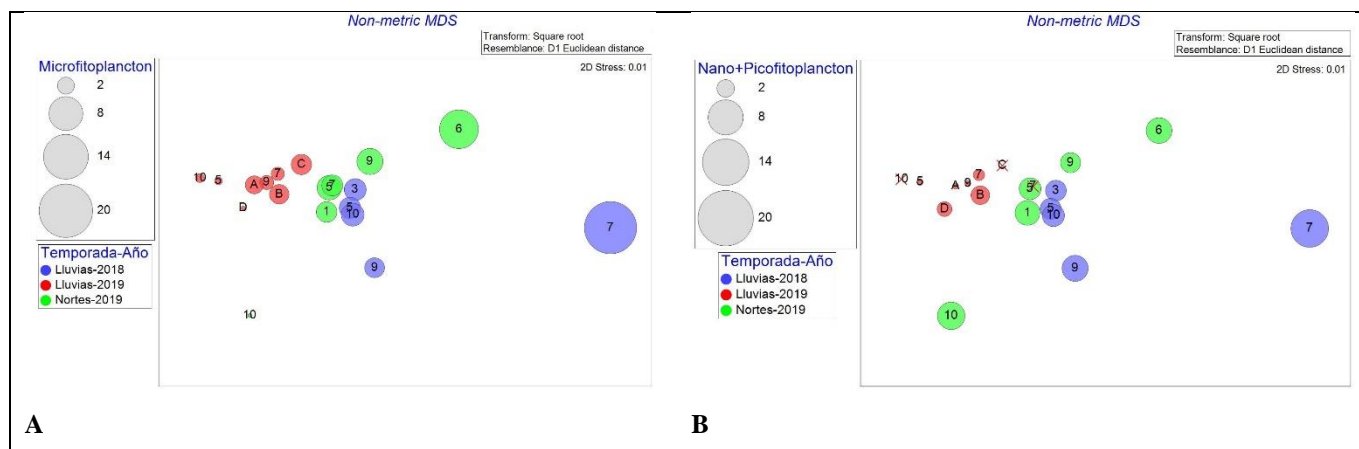 Non-metric MDS
Transform: Square root
Resemblance: D1 Euclidean distance
2D Stress: 0.01
Microfitoplancton
2
8
14
20
Temporada-Año
Lluvias-2018
Lluvias-2019
Nortes-2019
6
9
C
7
10
5
A
9
B
5
7
3
D
1
5
10
7
9
10
A
Non-metric MDS
Transform: Square root
Resemblance: D1 Euclidean distance
2D Stress: 0.01
Nano+Picofitoplancton
2
8
14
20
Temporada-Año
Lluvias-2018
Lluvias-2019
Nortes-2019
6
9
C
7
10
5
A
9
B
5
7
3
D
1
5
10
7
9
10
B